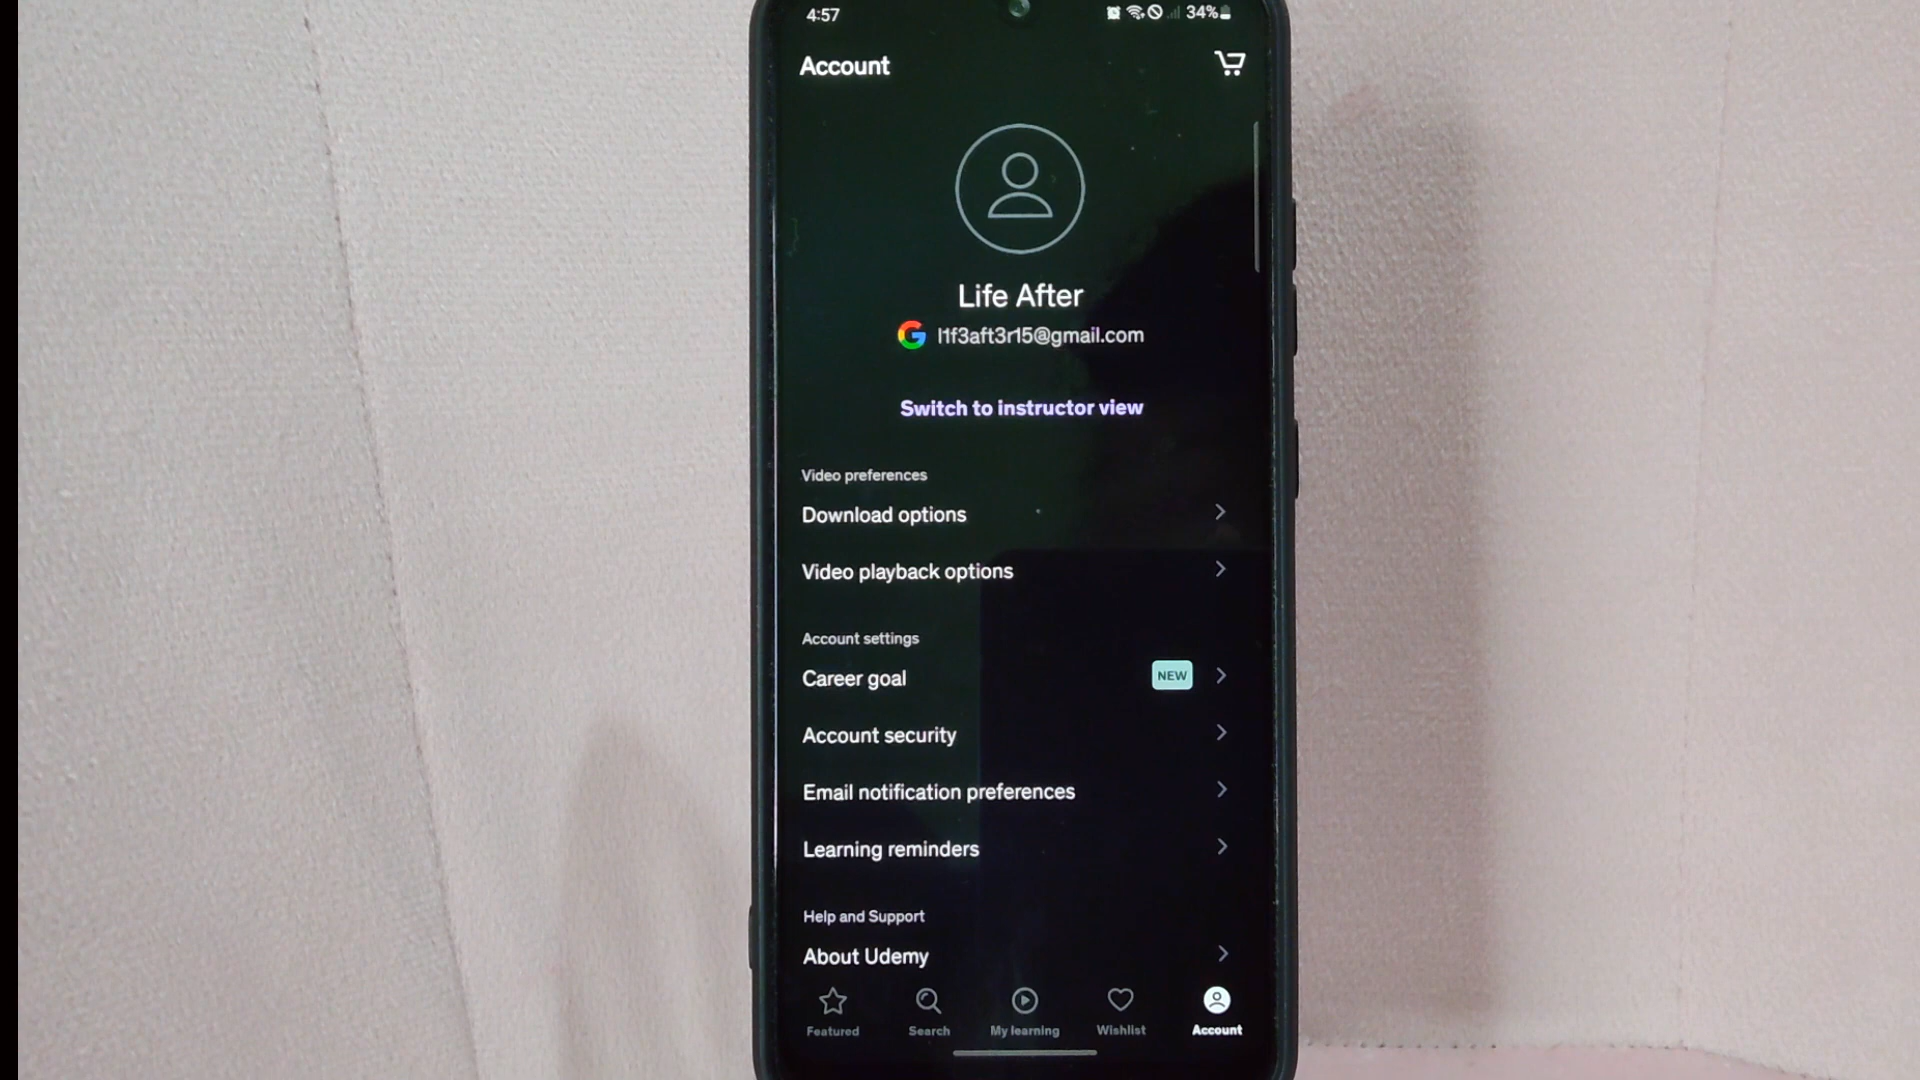 4:57
34%
Account
Life After
l1f3aft3r15@gmail.com
Switch to instructor view
Video preferences
Download options
Video playback options
Account settings
Career goal
NEW
Account security
Email notification preferences
Learning reminders
Help and Support
About Udemy
Featured
Search
My learning
Wishlist
Account